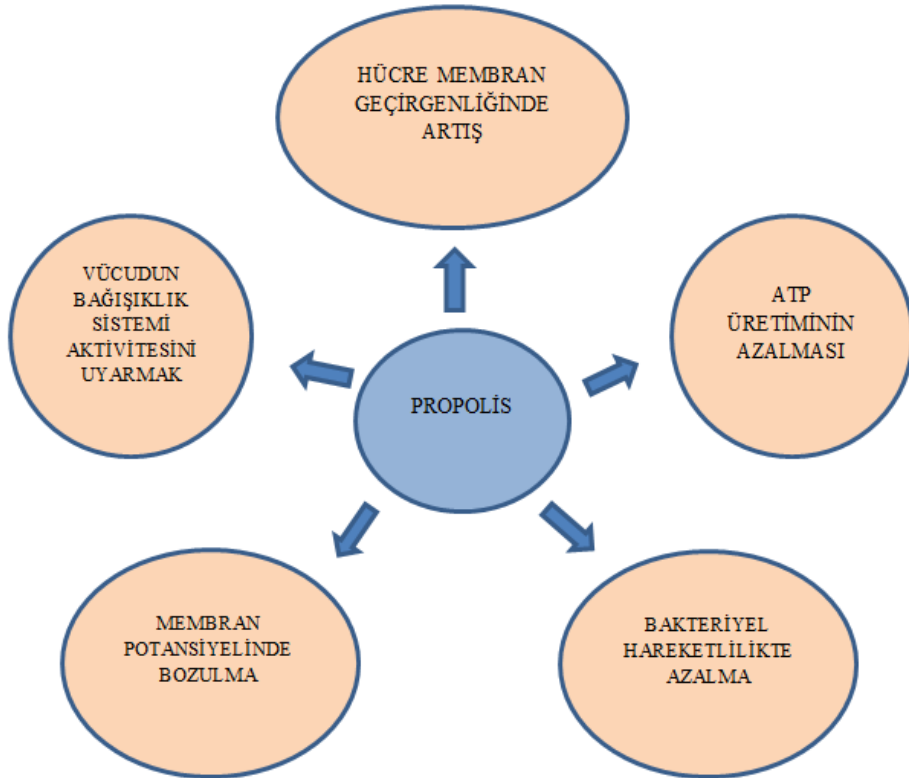 HÜCRE MEMBRAN
GEÇİRGENLİĞİNDE
ARTIŞ
VÜCUDUN
BAĞIŞIKLIK
SİSTEMİ
AKTİVİTESİNİ
UYARMAK
ATP
ÜRETİMİNİN
AZALMASI
PROPOLİS
MEMBRAN
POTANSİYELİNDE
BOZULMA
BAKTERİYEL
HAREKETLİLİKTE
AZALMA